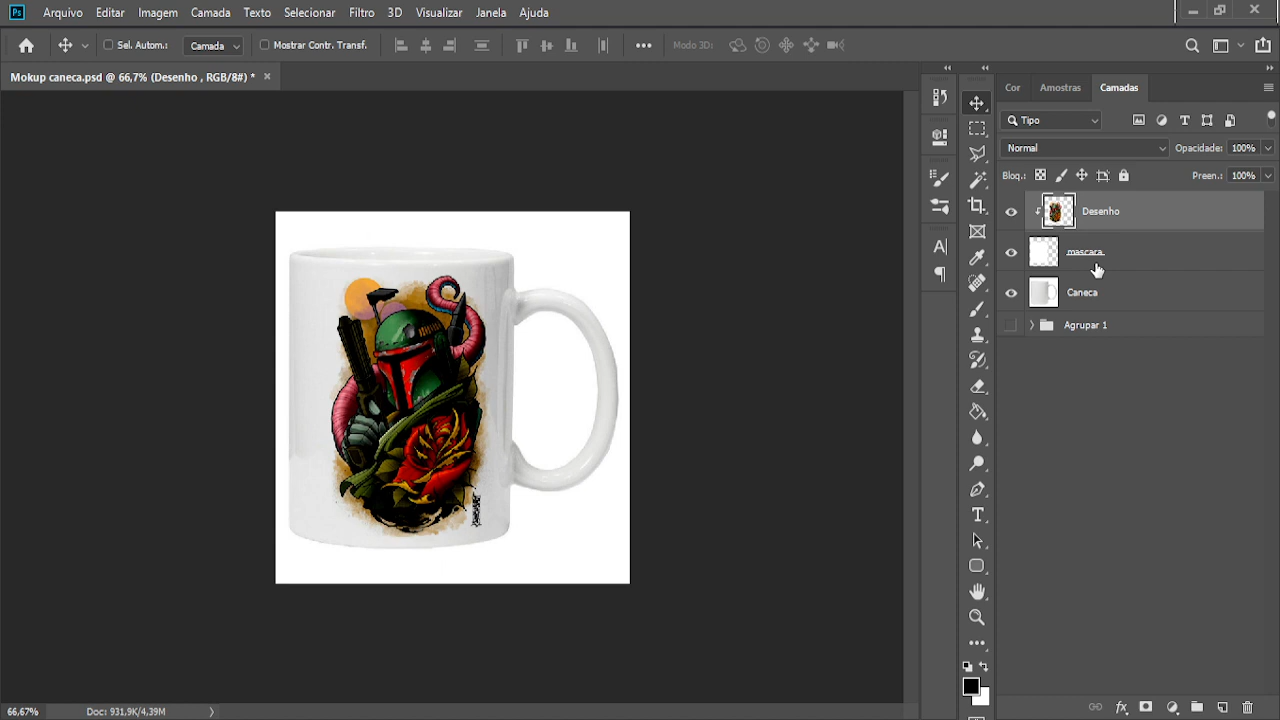 Ps Arquivo Editar Imagem Camada Texto Selecionar Filtro 3D Visualizar Janela Ajuda
Sel. Autom.: Camada Mostrar Contr. Transf. Modo 3D:
Mokup caneca.psd @ 66,7% (Desenho , RGB/8#) *
Cor Amostras Camadas
Tipo
Normal Opacidade: 100%
Bloq.: Preen.: 100%
Desenho
mascara
Caneca
Agrupar 1
66,67% Doc: 931,9K/4,39M